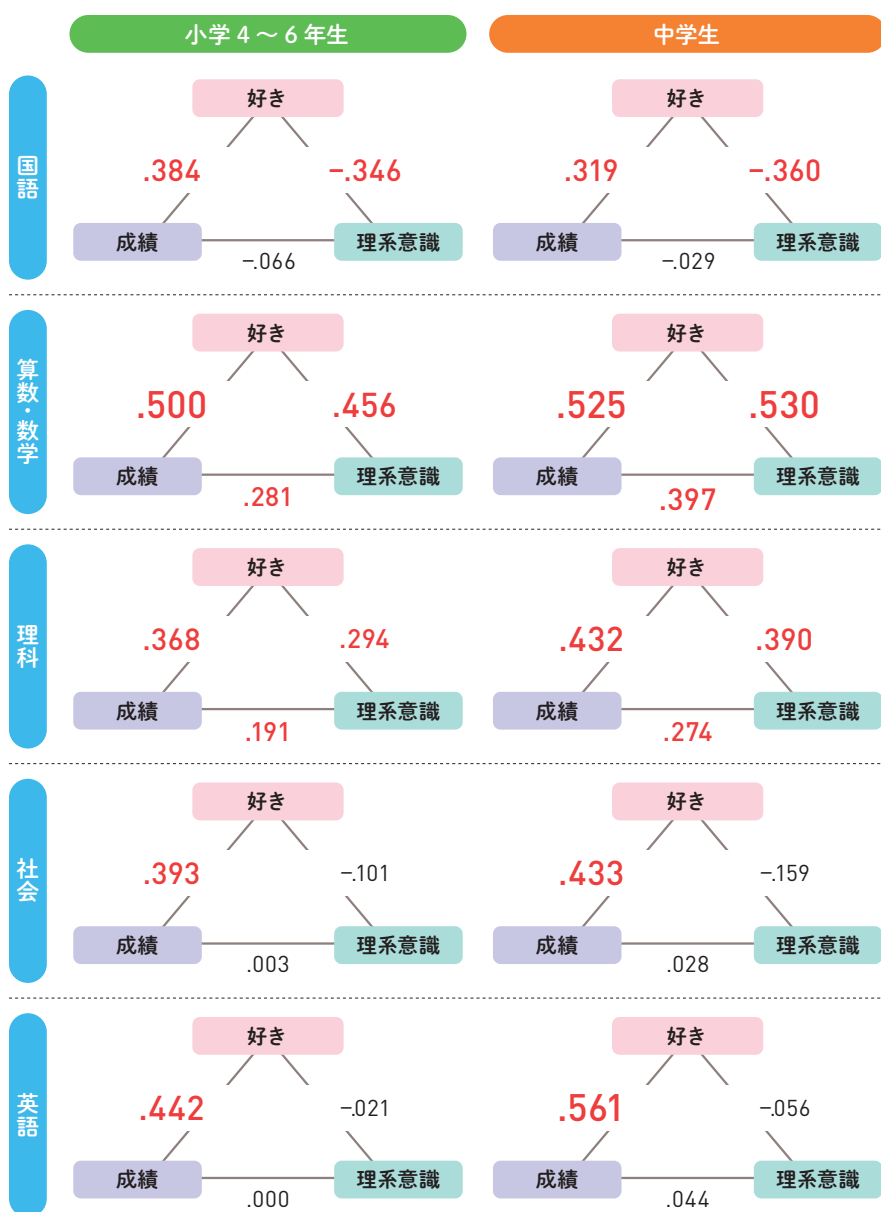 小学 4 〜 6 年生
中学生
国語
好き
好き
.384
−.346
.319
−.360
成績
理系意識
成績
理系意識
−.066
−.029
算数・数学
好き
好き
.500
.456
.525
.530
成績
理系意識
成績
理系意識
.281
.397
理科
好き
好き
.368
.294
.432
.390
成績
理系意識
成績
理系意識
.191
.274
社会
好き
好き
.393
−.101
.433
−.159
成績
理系意識
成績
理系意識
.003
.028
英語
好き
好き
.442
−.021
.561
−.056
成績
理系意識
成績
理系意識
.000
.044